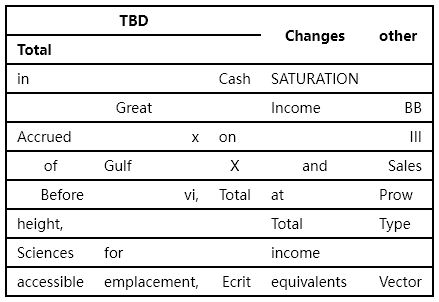 TBD
Changes other
Total
in Cash SATURATION
Great Income BB
Accrued x on III
of Gulf X and Sales
Before vi, Total at Prow
height, Total Type
Sciences for income
accessible emplacement, Ecrit equivalents Vector